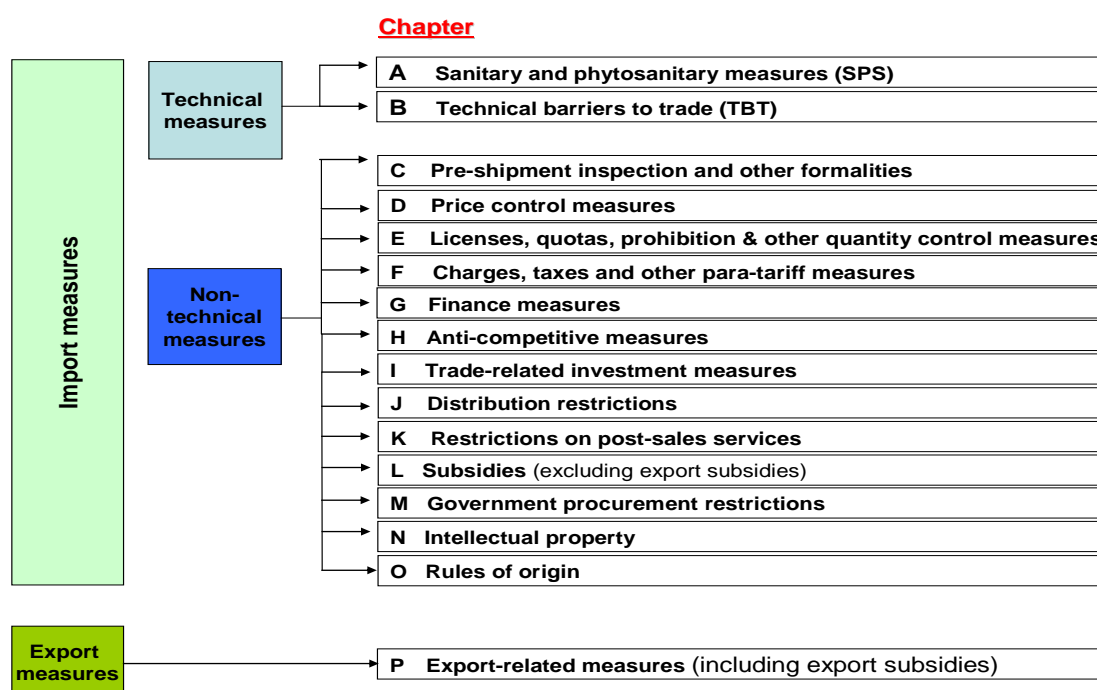 Chapter
Import measures
Technical
measures
A Sanitary and phytosanitary measures (SPS)
B Technical barriers to trade (TBT)
Non-
technical
measures
C Pre-shipment inspection and other formalities
D Price control measures
E Licenses, quotas, prohibition & other quantity control measures
F Charges, taxes and other para-tariff measures
G Finance measures
H Anti-competitive measures
I Trade-related investment measures
J Distribution restrictions
K Restrictions on post-sales services
L Subsidies (excluding export subsidies)
M Government procurement restrictions
N Intellectual property
O Rules of origin
Export
measures
P Export-related measures (including export subsidies)